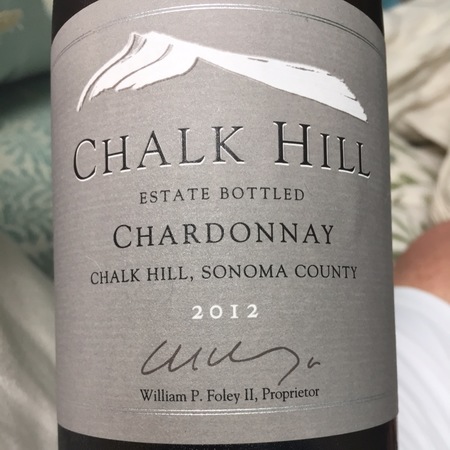 CHALK HILL
ESTATE BOTTLED
CHARDONNAY
CHALK HILL, SONOMA COUNTY
2012
William P. Foley II, Proprietor